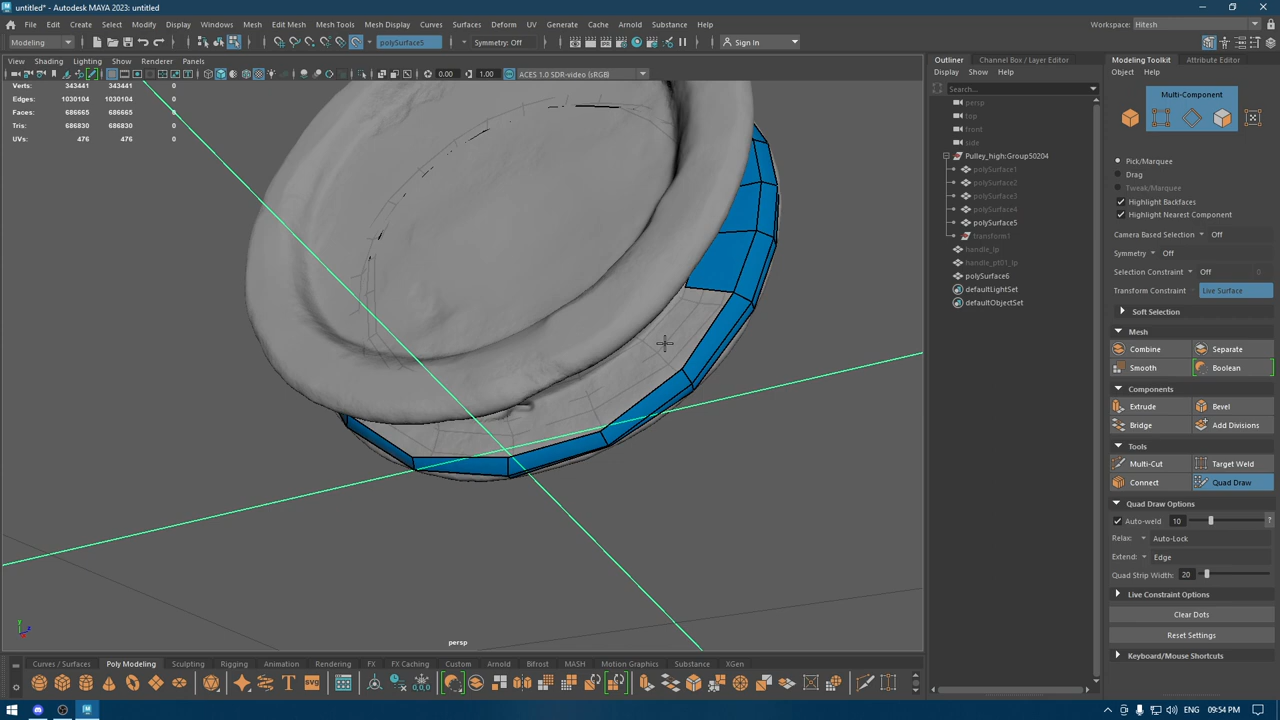 untitled* - Autodesk MAYA 2023: untitled
File Edit Create Select Modify Display Windows Mesh Edit Mesh Mesh Tools Mesh Display Curves Surfaces Deform UV Generate Cache Arnold Substance Help
Workspace: Hitesh
Modeling
polySurface5
Symmetry: Off
Sign In
View Shading Lighting Show Renderer Panels
0.00 1.00 ACES 1.0 SDR-video (sRGB)
Verts: 343441 343441 0
Edges: 1030104 1030104 0
Faces: 686665 686665 0
Tris: 686830 686830 0
UVs: 476 476 0
persp
Outliner Channel Box / Layer Editor
Display Show Help
Search...
persp
top
front
side
Pulley_high:Group50204
polySurface1
polySurface2
polySurface3
polySurface4
polySurface5
transform1
handle_lp
handle_pt01_lp
polySurface6
defaultLightSet
defaultObjectSet
Modeling Toolkit Attribute Editor
Object Help
Multi-Component
Pick/Marquee
Drag
Tweak/Marquee
Highlight Backfaces
Highlight Nearest Component
Camera Based Selection Off
Symmetry Off
Selection Constraint Off 0
Transform Constraint Live Surface
Soft Selection
Mesh
Combine Separate
Smooth Boolean
Components
Extrude Bevel
Bridge Add Divisions
Tools
Multi-Cut Target Weld
Connect Quad Draw
Quad Draw Options
Auto-weld 10 ?
Relax: Auto-Lock
Extend: Edge
Quad Strip Width: 20
Live Constraint Options
Clear Dots
Reset Settings
Keyboard/Mouse Shortcuts
Curves / Surfaces Poly Modeling Sculpting Rigging Animation Rendering FX FX Caching Custom Arnold Bifrost MASH Motion Graphics Substance XGen
T SVG 0,0,0
ENG 09:54 PM